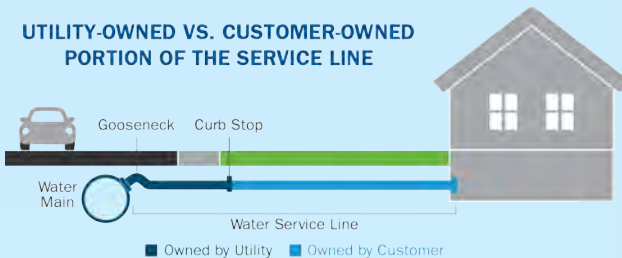 UTILITY-OWNED VS. CUSTOMER-OWNED
PORTION OF THE SERVICE LINE
Gooseneck
Curb Stop
Water
Main
Water Service Line
Owned by Utility
Owned by Customer